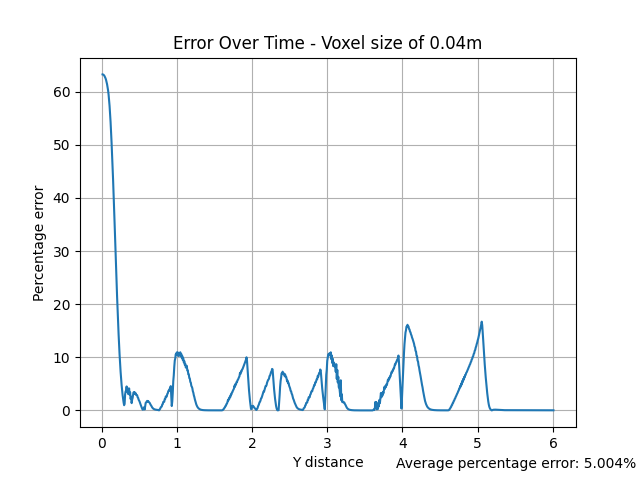 Error Over Time - Voxel size of 0.04m
Percentage error
60
50
40
30
20
10
0
0 1 2 3 4 5 6
Y distance
Average percentage error: 5.004%